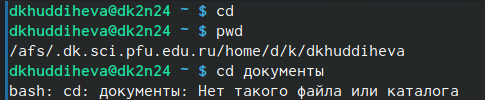 dkhuddiheva@dk2n24 ~ $ cd
dkhuddiheva@dk2n24 ~ $ pwd
/afs/.dk.sci.pfu.edu.ru/home/d/k/dkhuddiheva
dkhuddiheva@dk2n24 ~ $ cd документы
bash: cd: документы: Нет такого файла или каталога